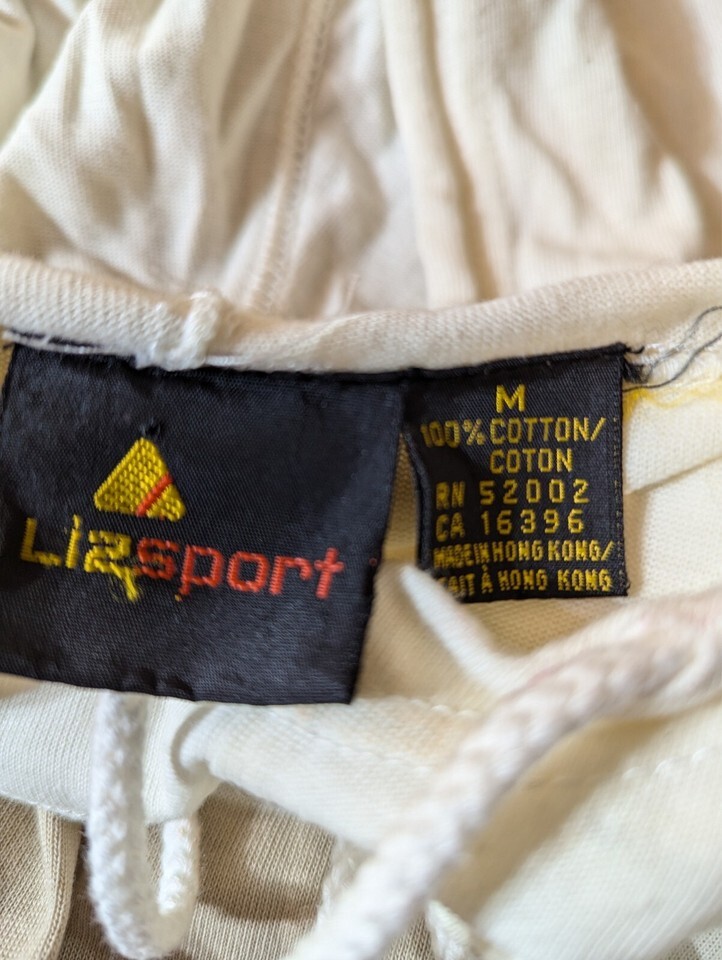 Lizsport
M
100% COTTON/
COTON
RN 52002
CA 16396
MADE IN HONG KONG/
FAIT À HONG KONG